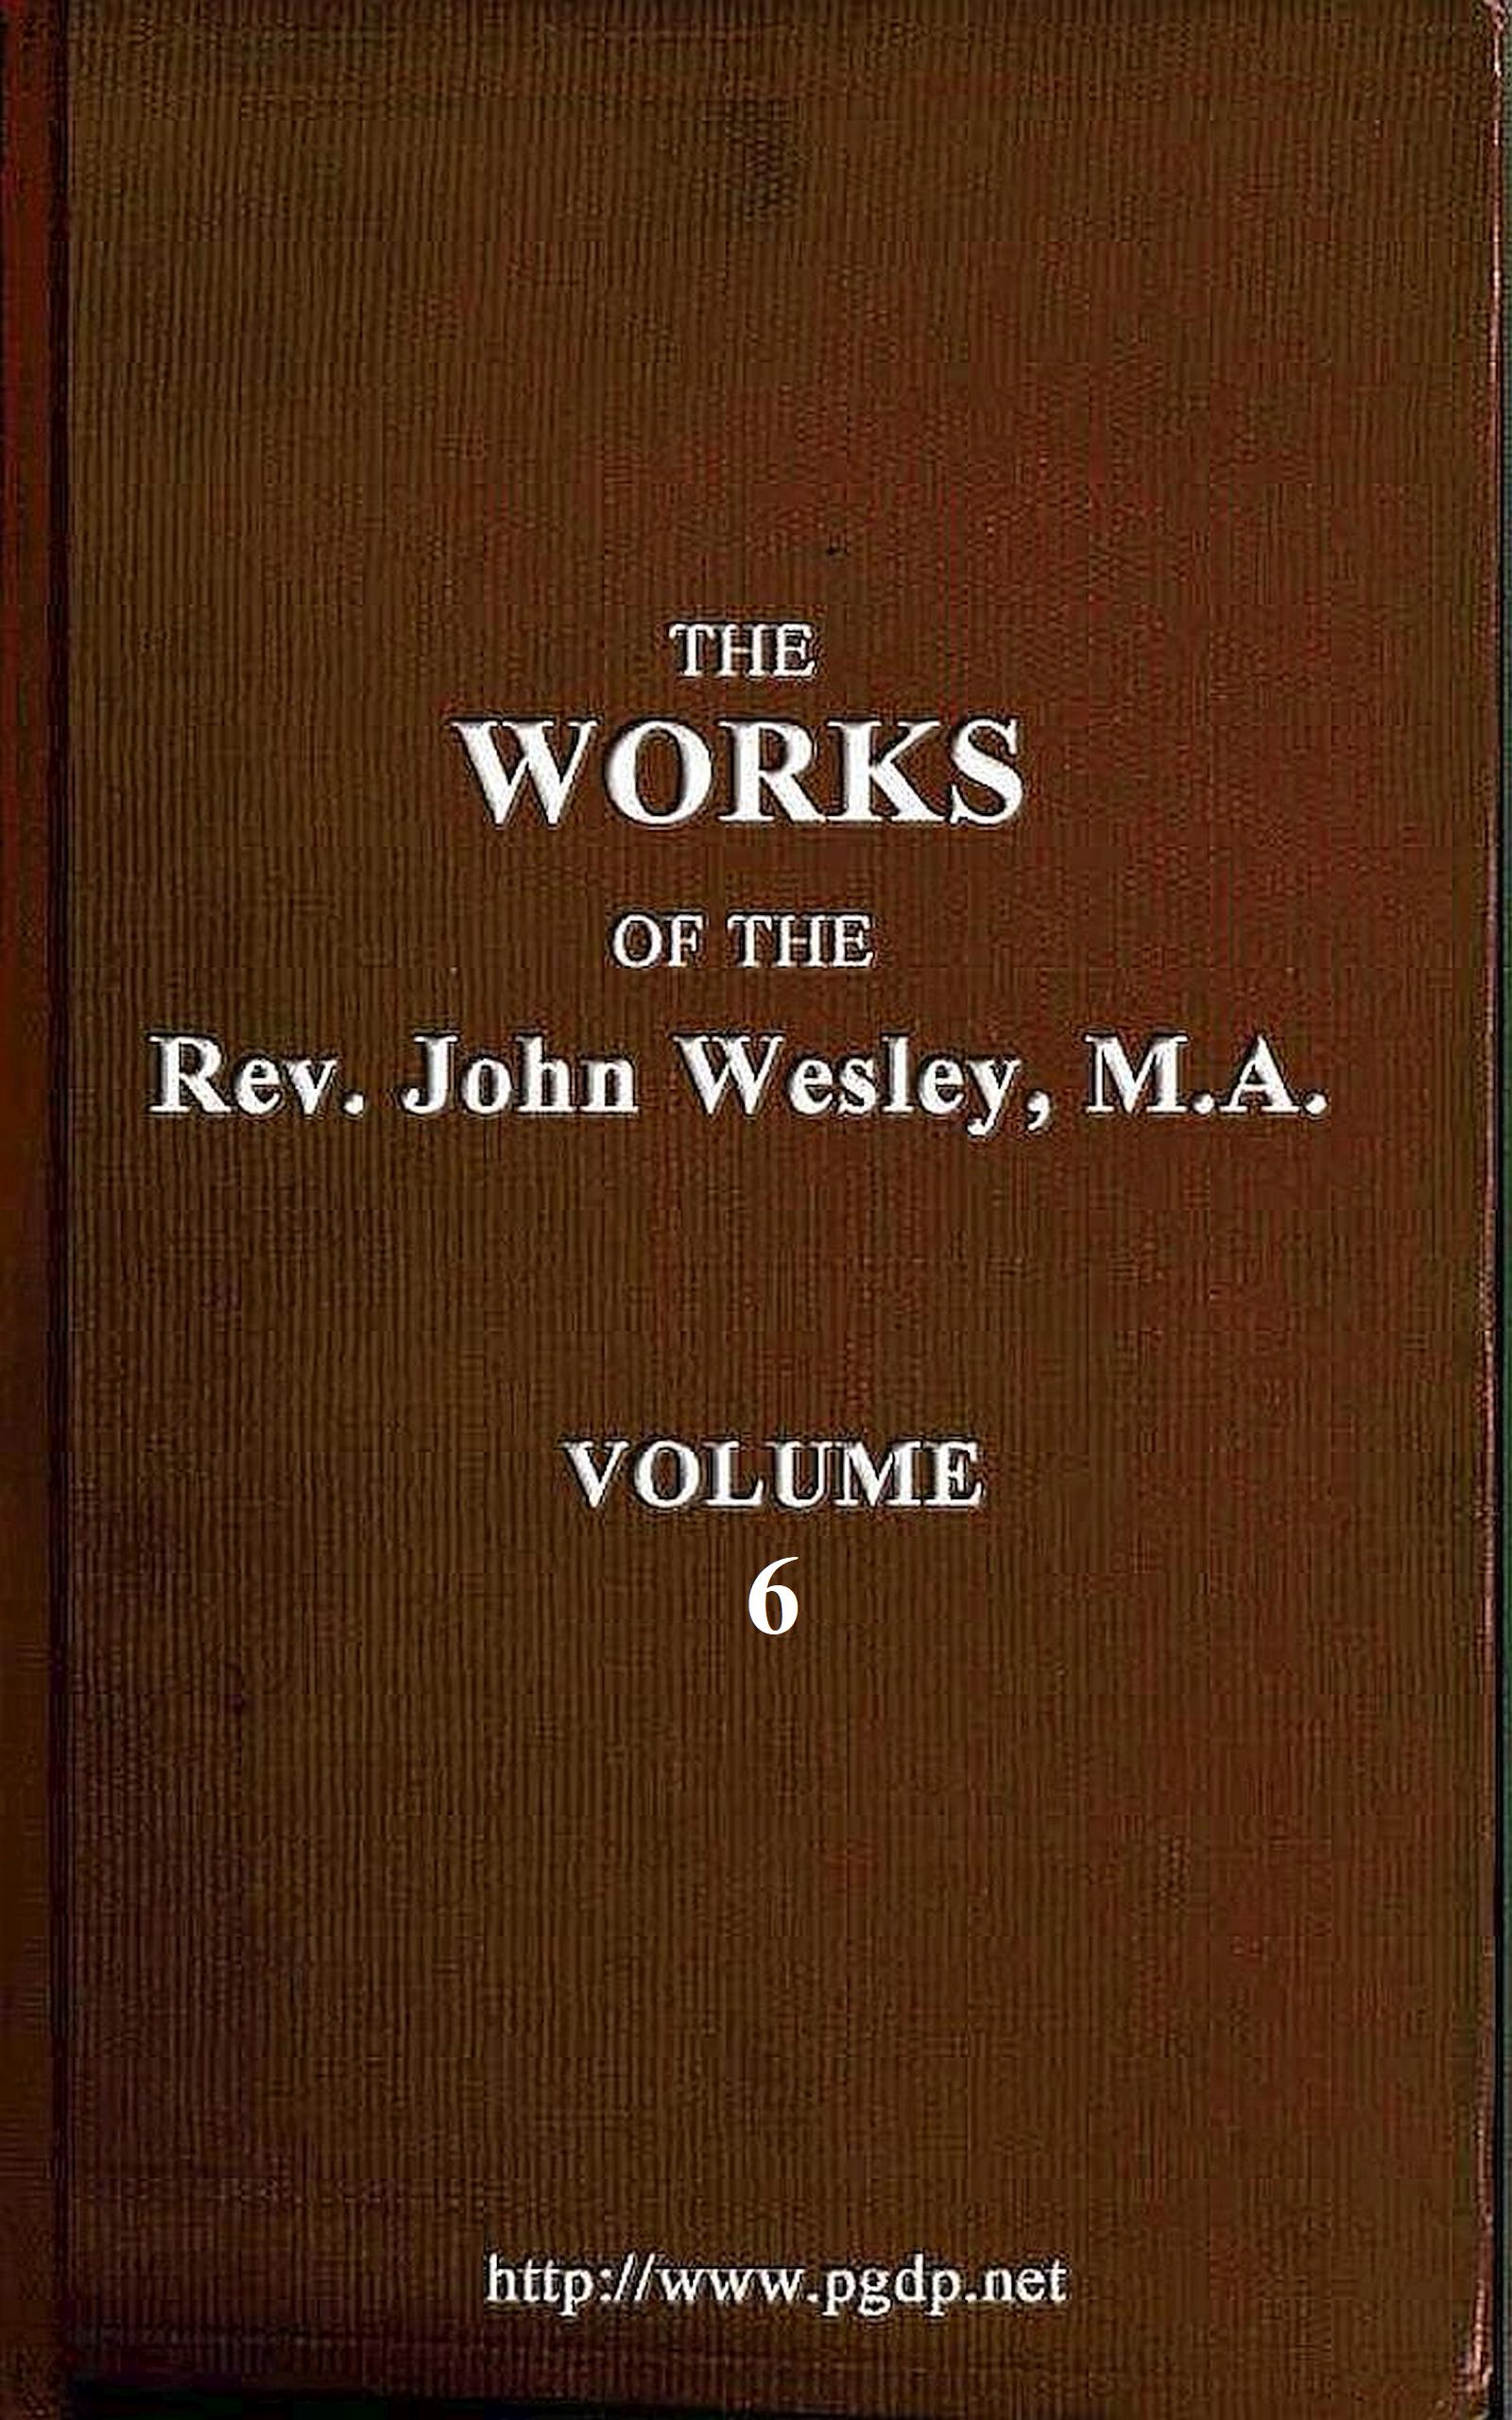 THE
WORKS
OF THE
Rev. John Wesley, M.A.
VOLUME
6
http://www.pgdp.net